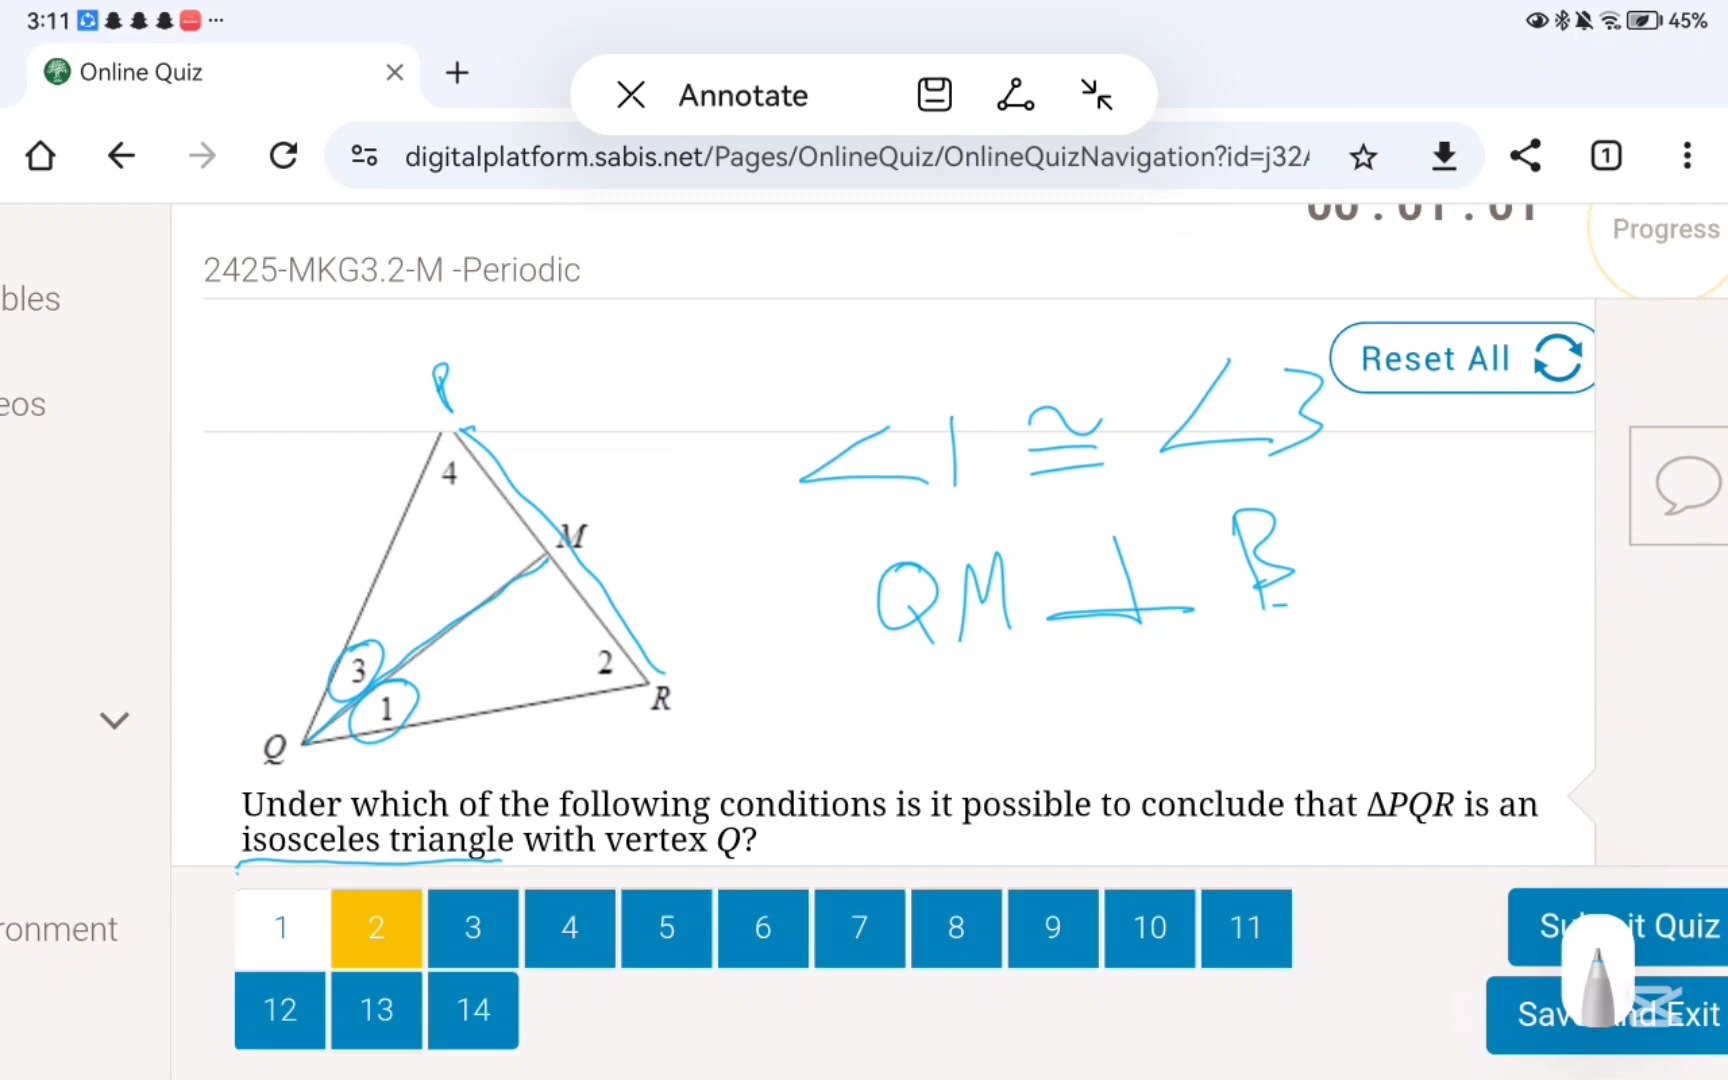 3:11 ... 45%
Online Quiz
Annotate
digitalplatform.sabis.net/Pages/OnlineQuiz/OnlineQuizNavigation?id=j32
1
Progress
2425-MKG3.2-M -Periodic
bles
eos
ronment
Reset All
P
4
M
3
1
2
R
Q
∠1 ≅ ∠3
QM ⊥
Under which of the following conditions is it possible to conclude that ΔPQR is an
isosceles triangle with vertex Q?
1 2 3 4 5 6 7 8 9 10 11
12 13 14
Quiz
Exit